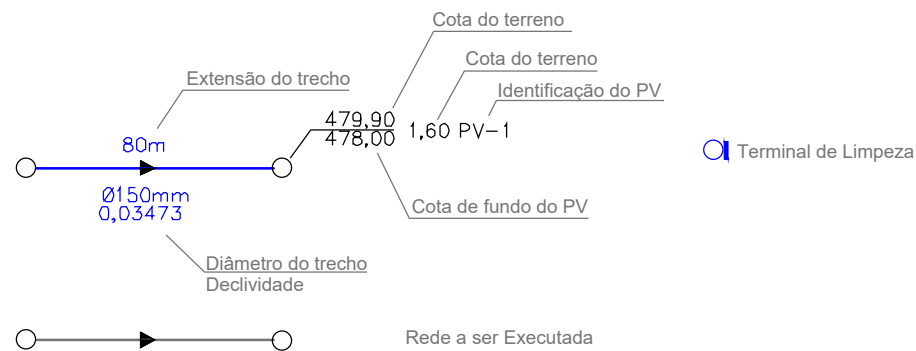 Cota do terreno
Cota do terreno
Extensão do trecho
Identificação do PV
479,90
478,00
1,60 PV-1
80m
Terminal de Limpeza
Ø150mm
0,03473
Cota de fundo do PV
Diâmetro do trecho
Declividade
Rede a ser Executada